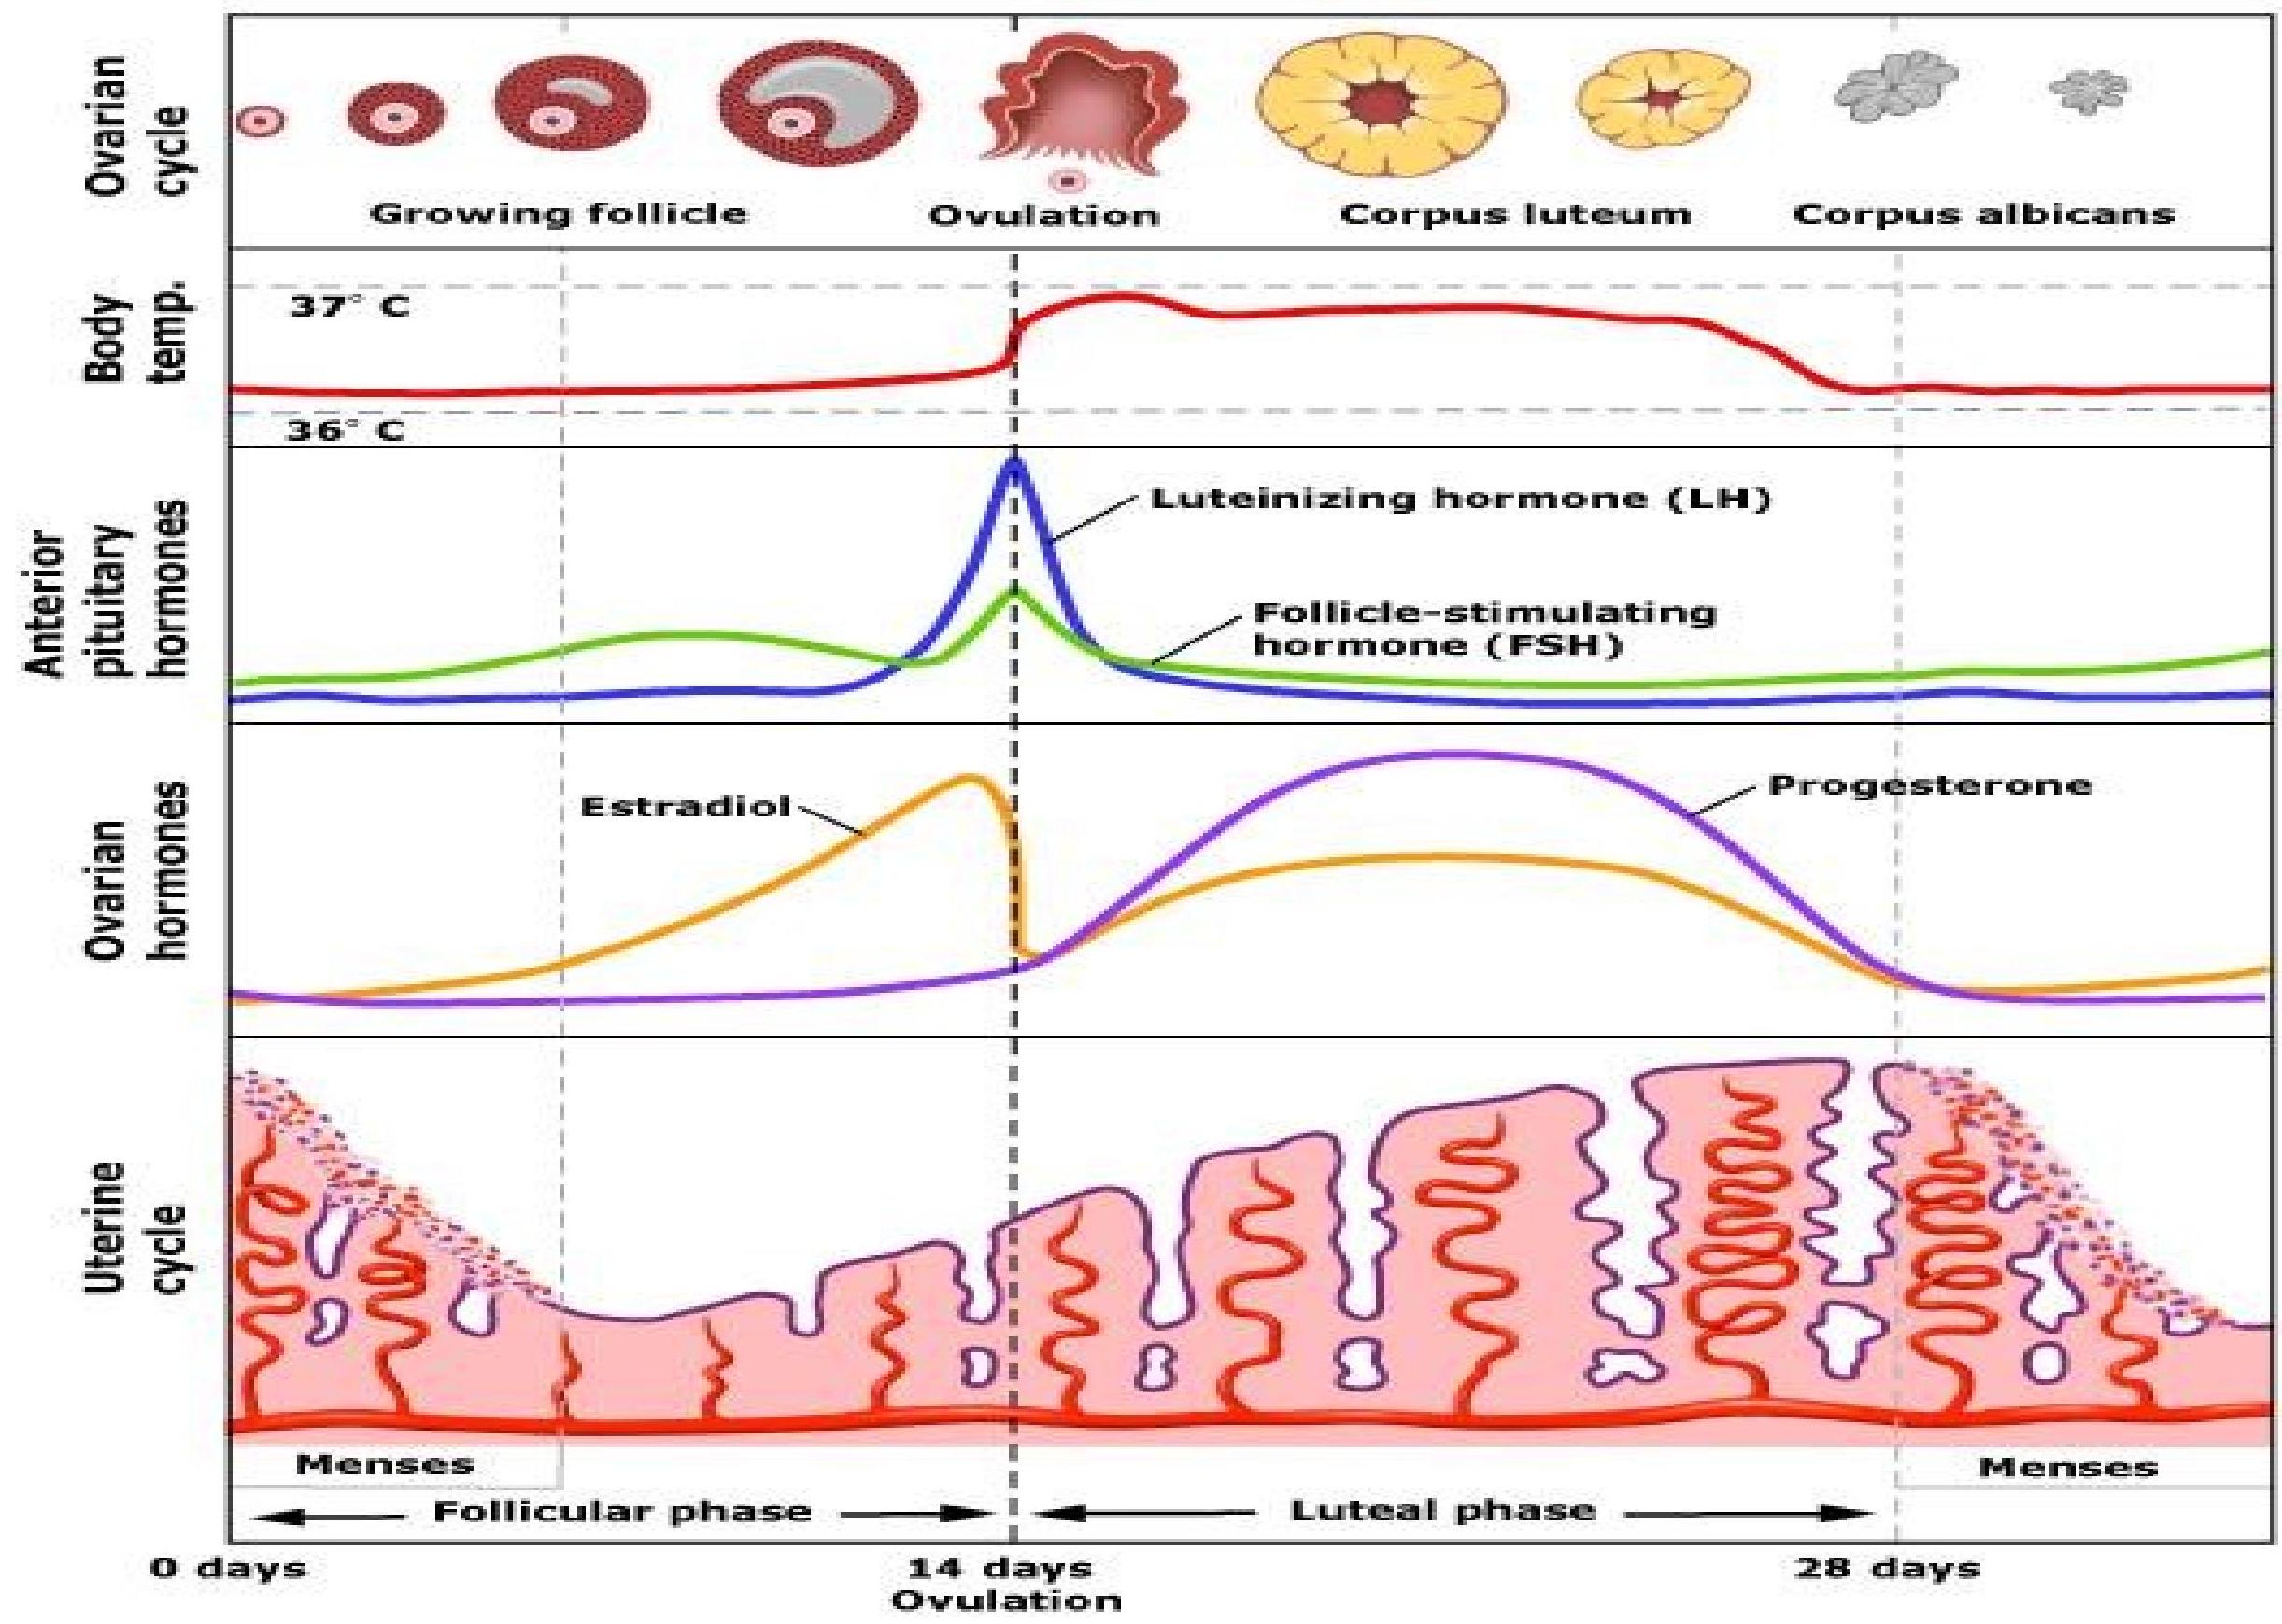 Ovarian
cycle
Growing follicle
Ovulation
Corpus luteum
Corpus albicans
Body
temp.
37° C
36° C
Anterior
pituitary
hormones
Luteinizing hormone (LH)
Follicle-stimulating
hormone (FSH)
Ovarian
hormones
Estradiol
Progesterone
Uterine
cycle
Menses
Menses
Follicular phase
Luteal phase
0 days
14 days
28 days
Ovulation